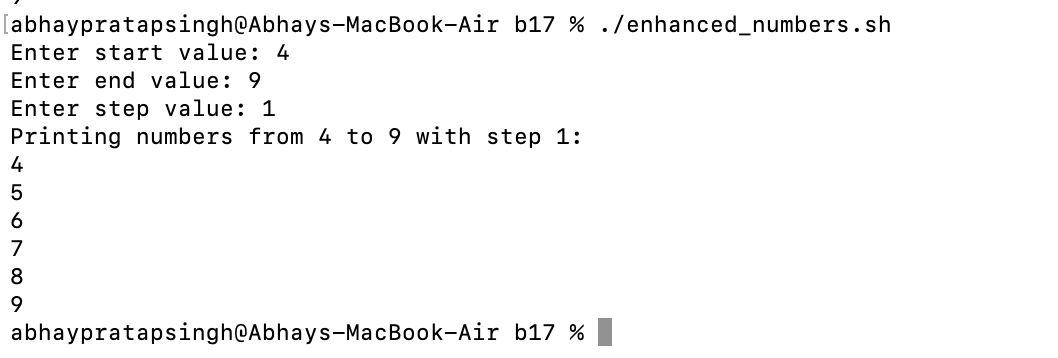 abhaypratapsingh@Abhays-MacBook-Air b17 % ./enhanced_numbers.sh
Enter start value: 4
Enter end value: 9
Enter step value: 1
Printing numbers from 4 to 9 with step 1:
4
5
6
7
8
9
abhaypratapsingh@Abhays-MacBook-Air b17 %